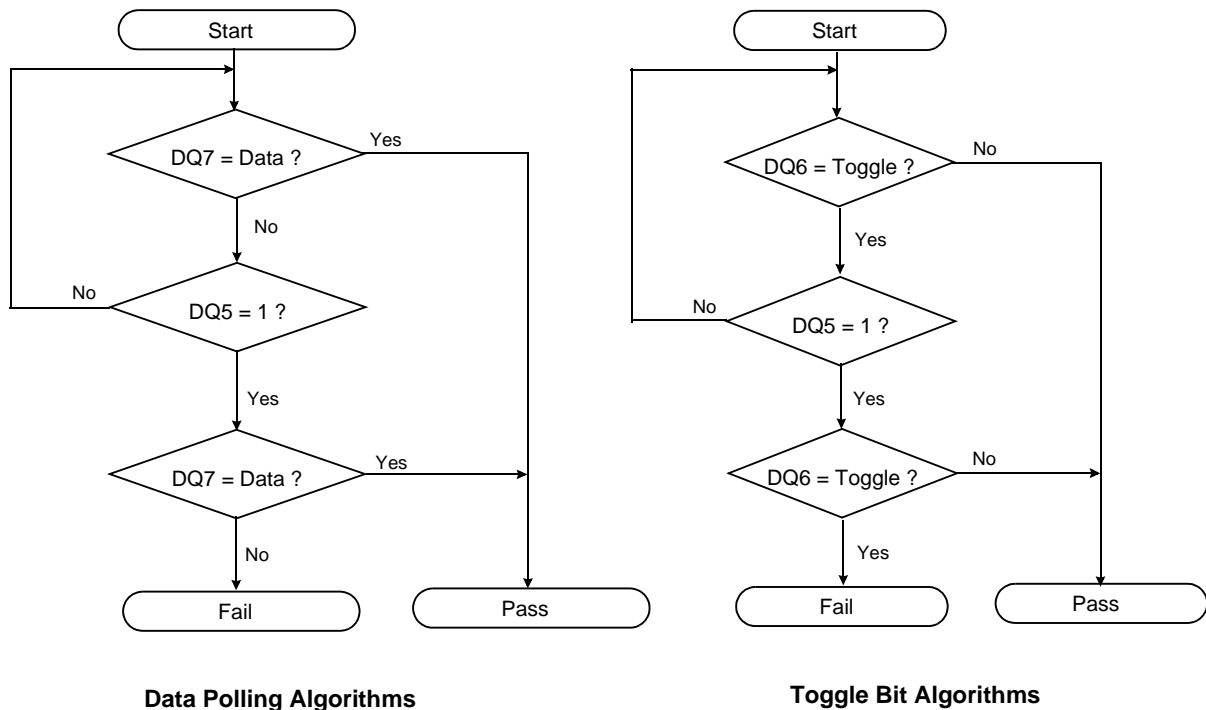 Start
DQ7 = Data ?
Yes
No
DQ5 = 1 ?
No
Yes
DQ7 = Data ?
Yes
No
Fail
Pass
Data Polling Algorithms
Start
DQ6 = Toggle ?
No
Yes
DQ5 = 1 ?
No
Yes
DQ6 = Toggle ?
No
Yes
Fail
Pass
Toggle Bit Algorithms